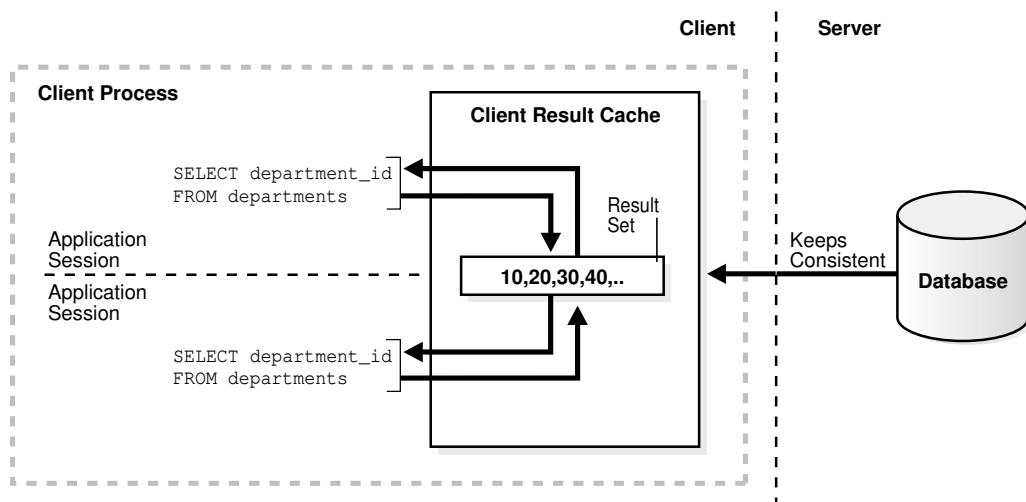 Client
Server
Client Process
Client Result Cache
SELECT department_id
FROM departments
Result
Set
Application
Session
Keeps
Consistent
10,20,30,40,..
Database
Application
Session
SELECT department_id
FROM departments